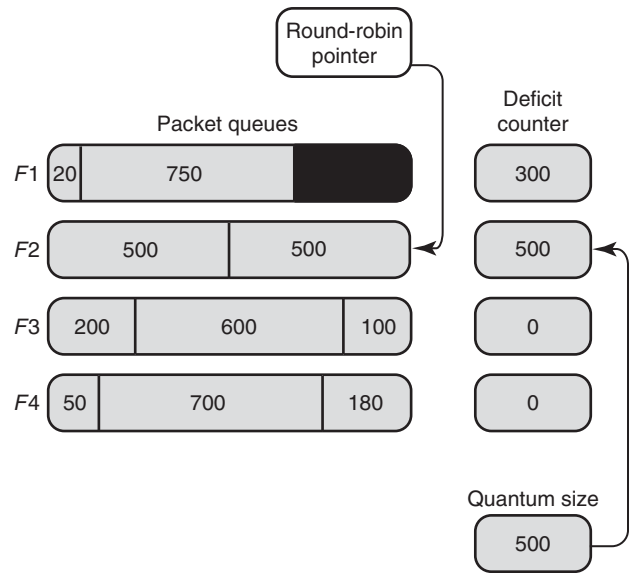 Round-robin
pointer
Packet queues
Deficit
counter
F1 20 750 300
F2 500 500 500
F3 200 600 100 0
F4 50 700 180 0
Quantum size
500